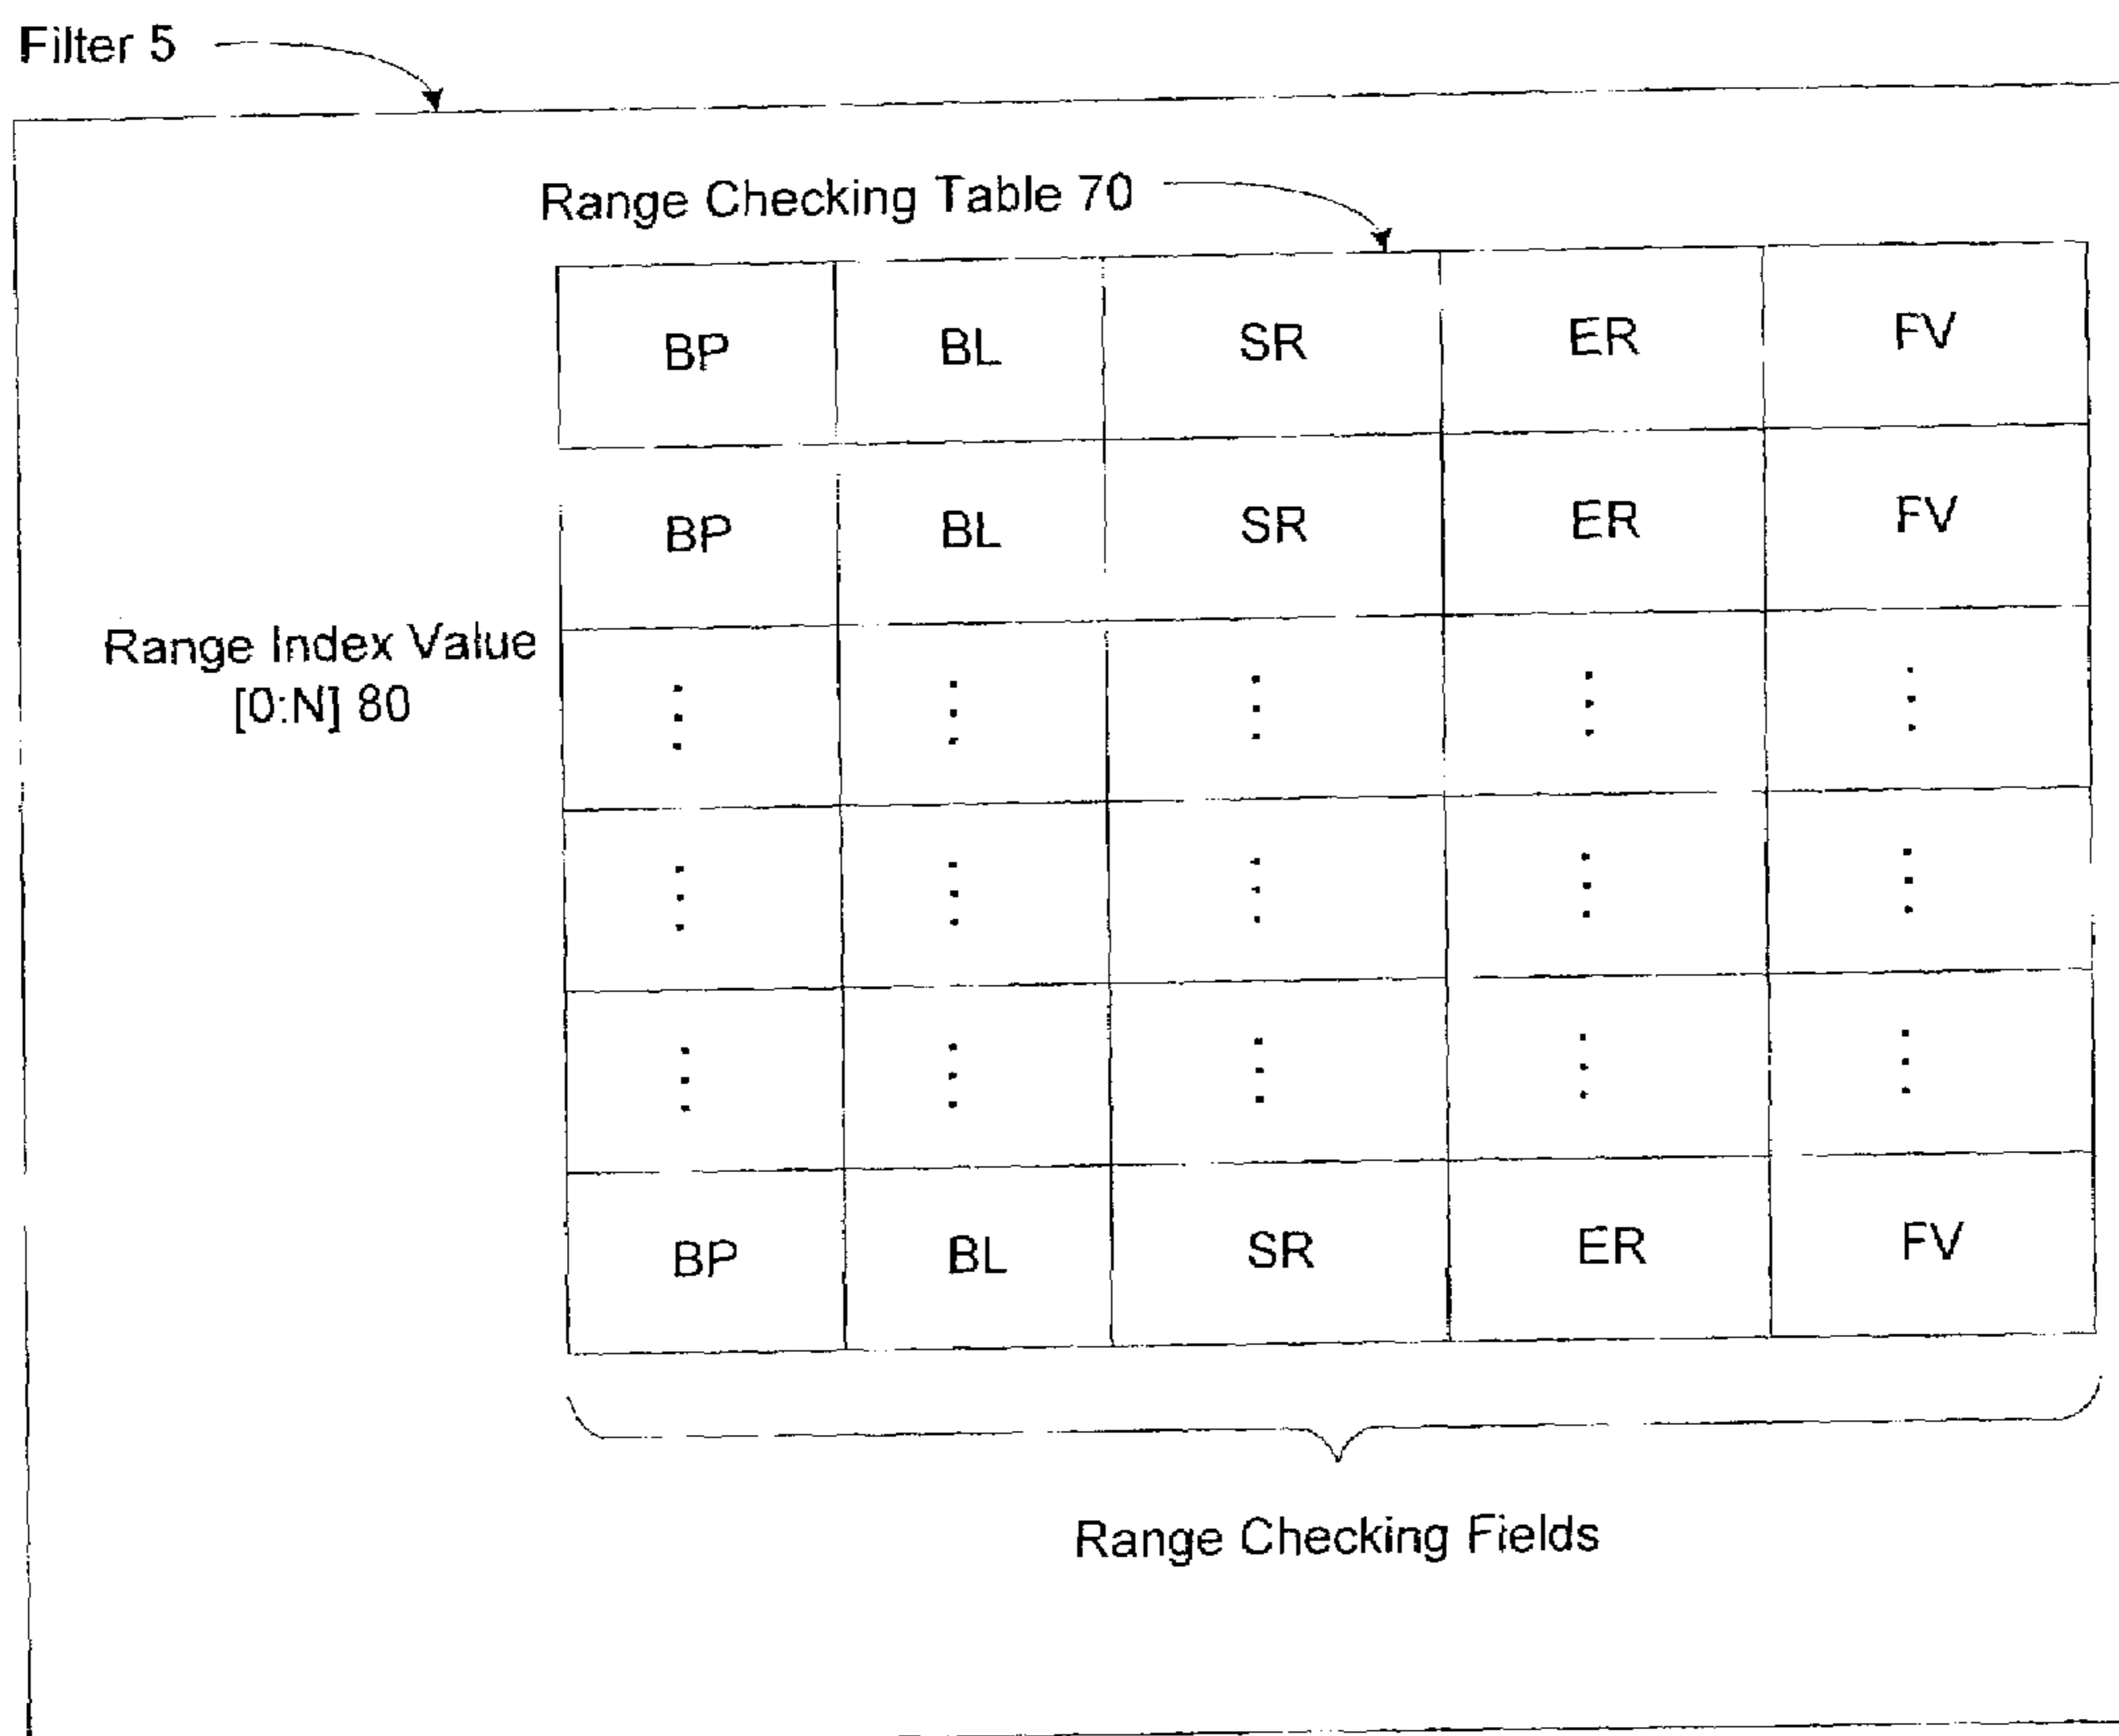 Filter 5
Range Checking Table 70
BP BL SR ER FV
BP BL SR ER FV
Range Index Value
[0:N] 80
⋮ ⋮ ⋮ ⋮ ⋮
⋮ ⋮ ⋮ ⋮ ⋮
⋮ ⋮ ⋮ ⋮ ⋮
BP BL SR ER FV
Range Checking Fields